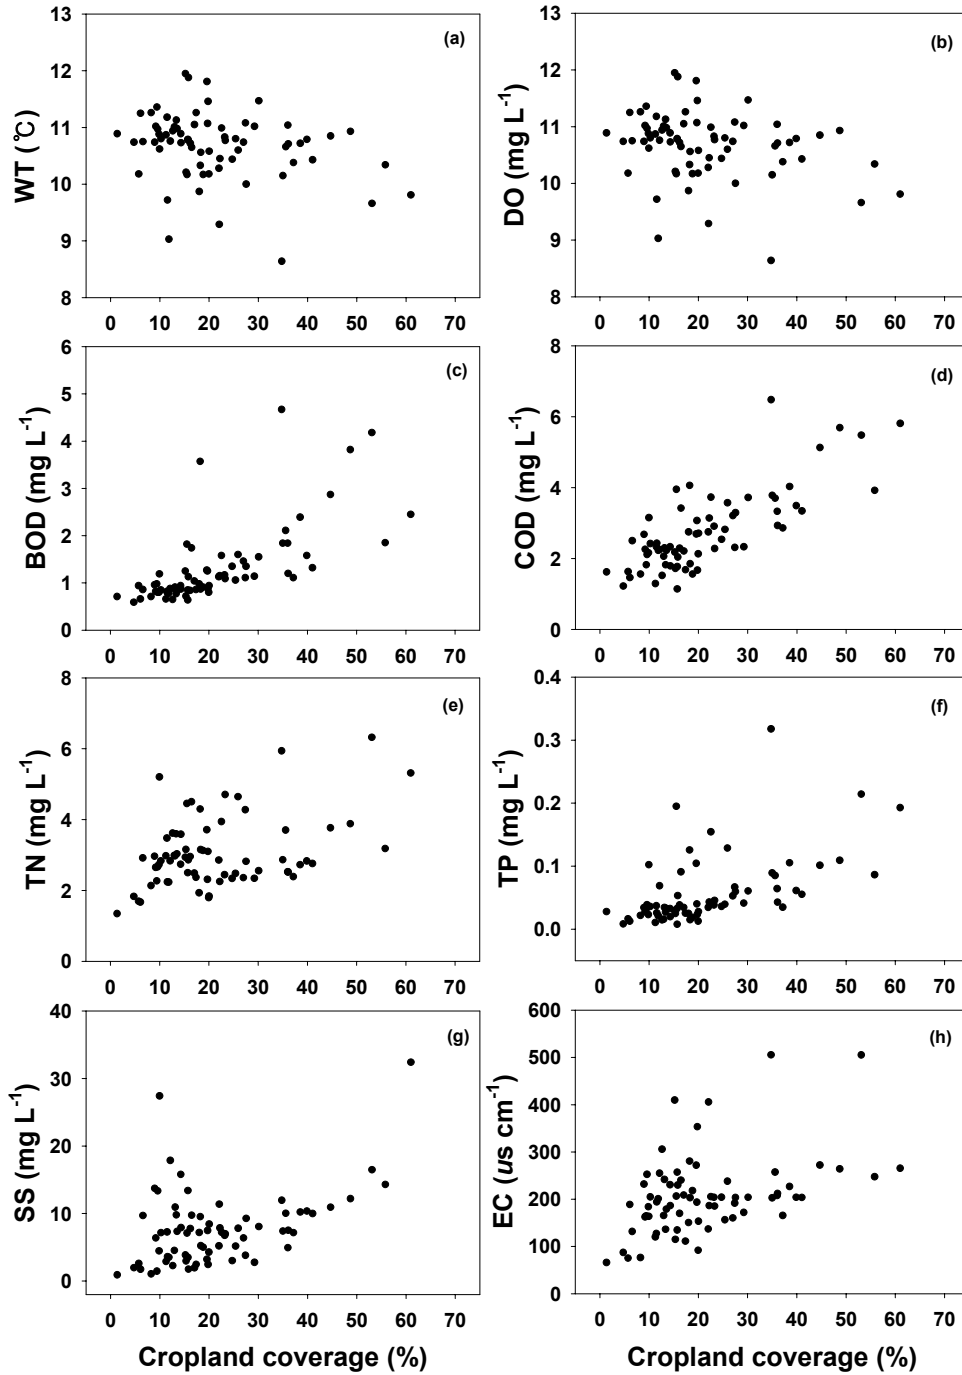 13
12
11
10
9
8
WT (℃)
(a)
0 10 20 30 40 50 60 70
13
12
11
10
9
8
DO (mg L⁻¹)
(b)
0 10 20 30 40 50 60 70
6
5
4
3
2
1
0
BOD (mg L⁻¹)
(c)
0 10 20 30 40 50 60 70
8
6
4
2
0
COD (mg L⁻¹)
(d)
0 10 20 30 40 50 60 70
8
6
4
2
0
TN (mg L⁻¹)
(e)
0 10 20 30 40 50 60 70
0.4
0.3
0.2
0.1
0.0
TP (mg L⁻¹)
(f)
0 10 20 30 40 50 60 70
40
30
20
10
0
SS (mg L⁻¹)
(g)
0 10 20 30 40 50 60 70
Cropland coverage (%)
600
500
400
300
200
100
0
EC (us cm⁻¹)
(h)
0 10 20 30 40 50 60 70
Cropland coverage (%)